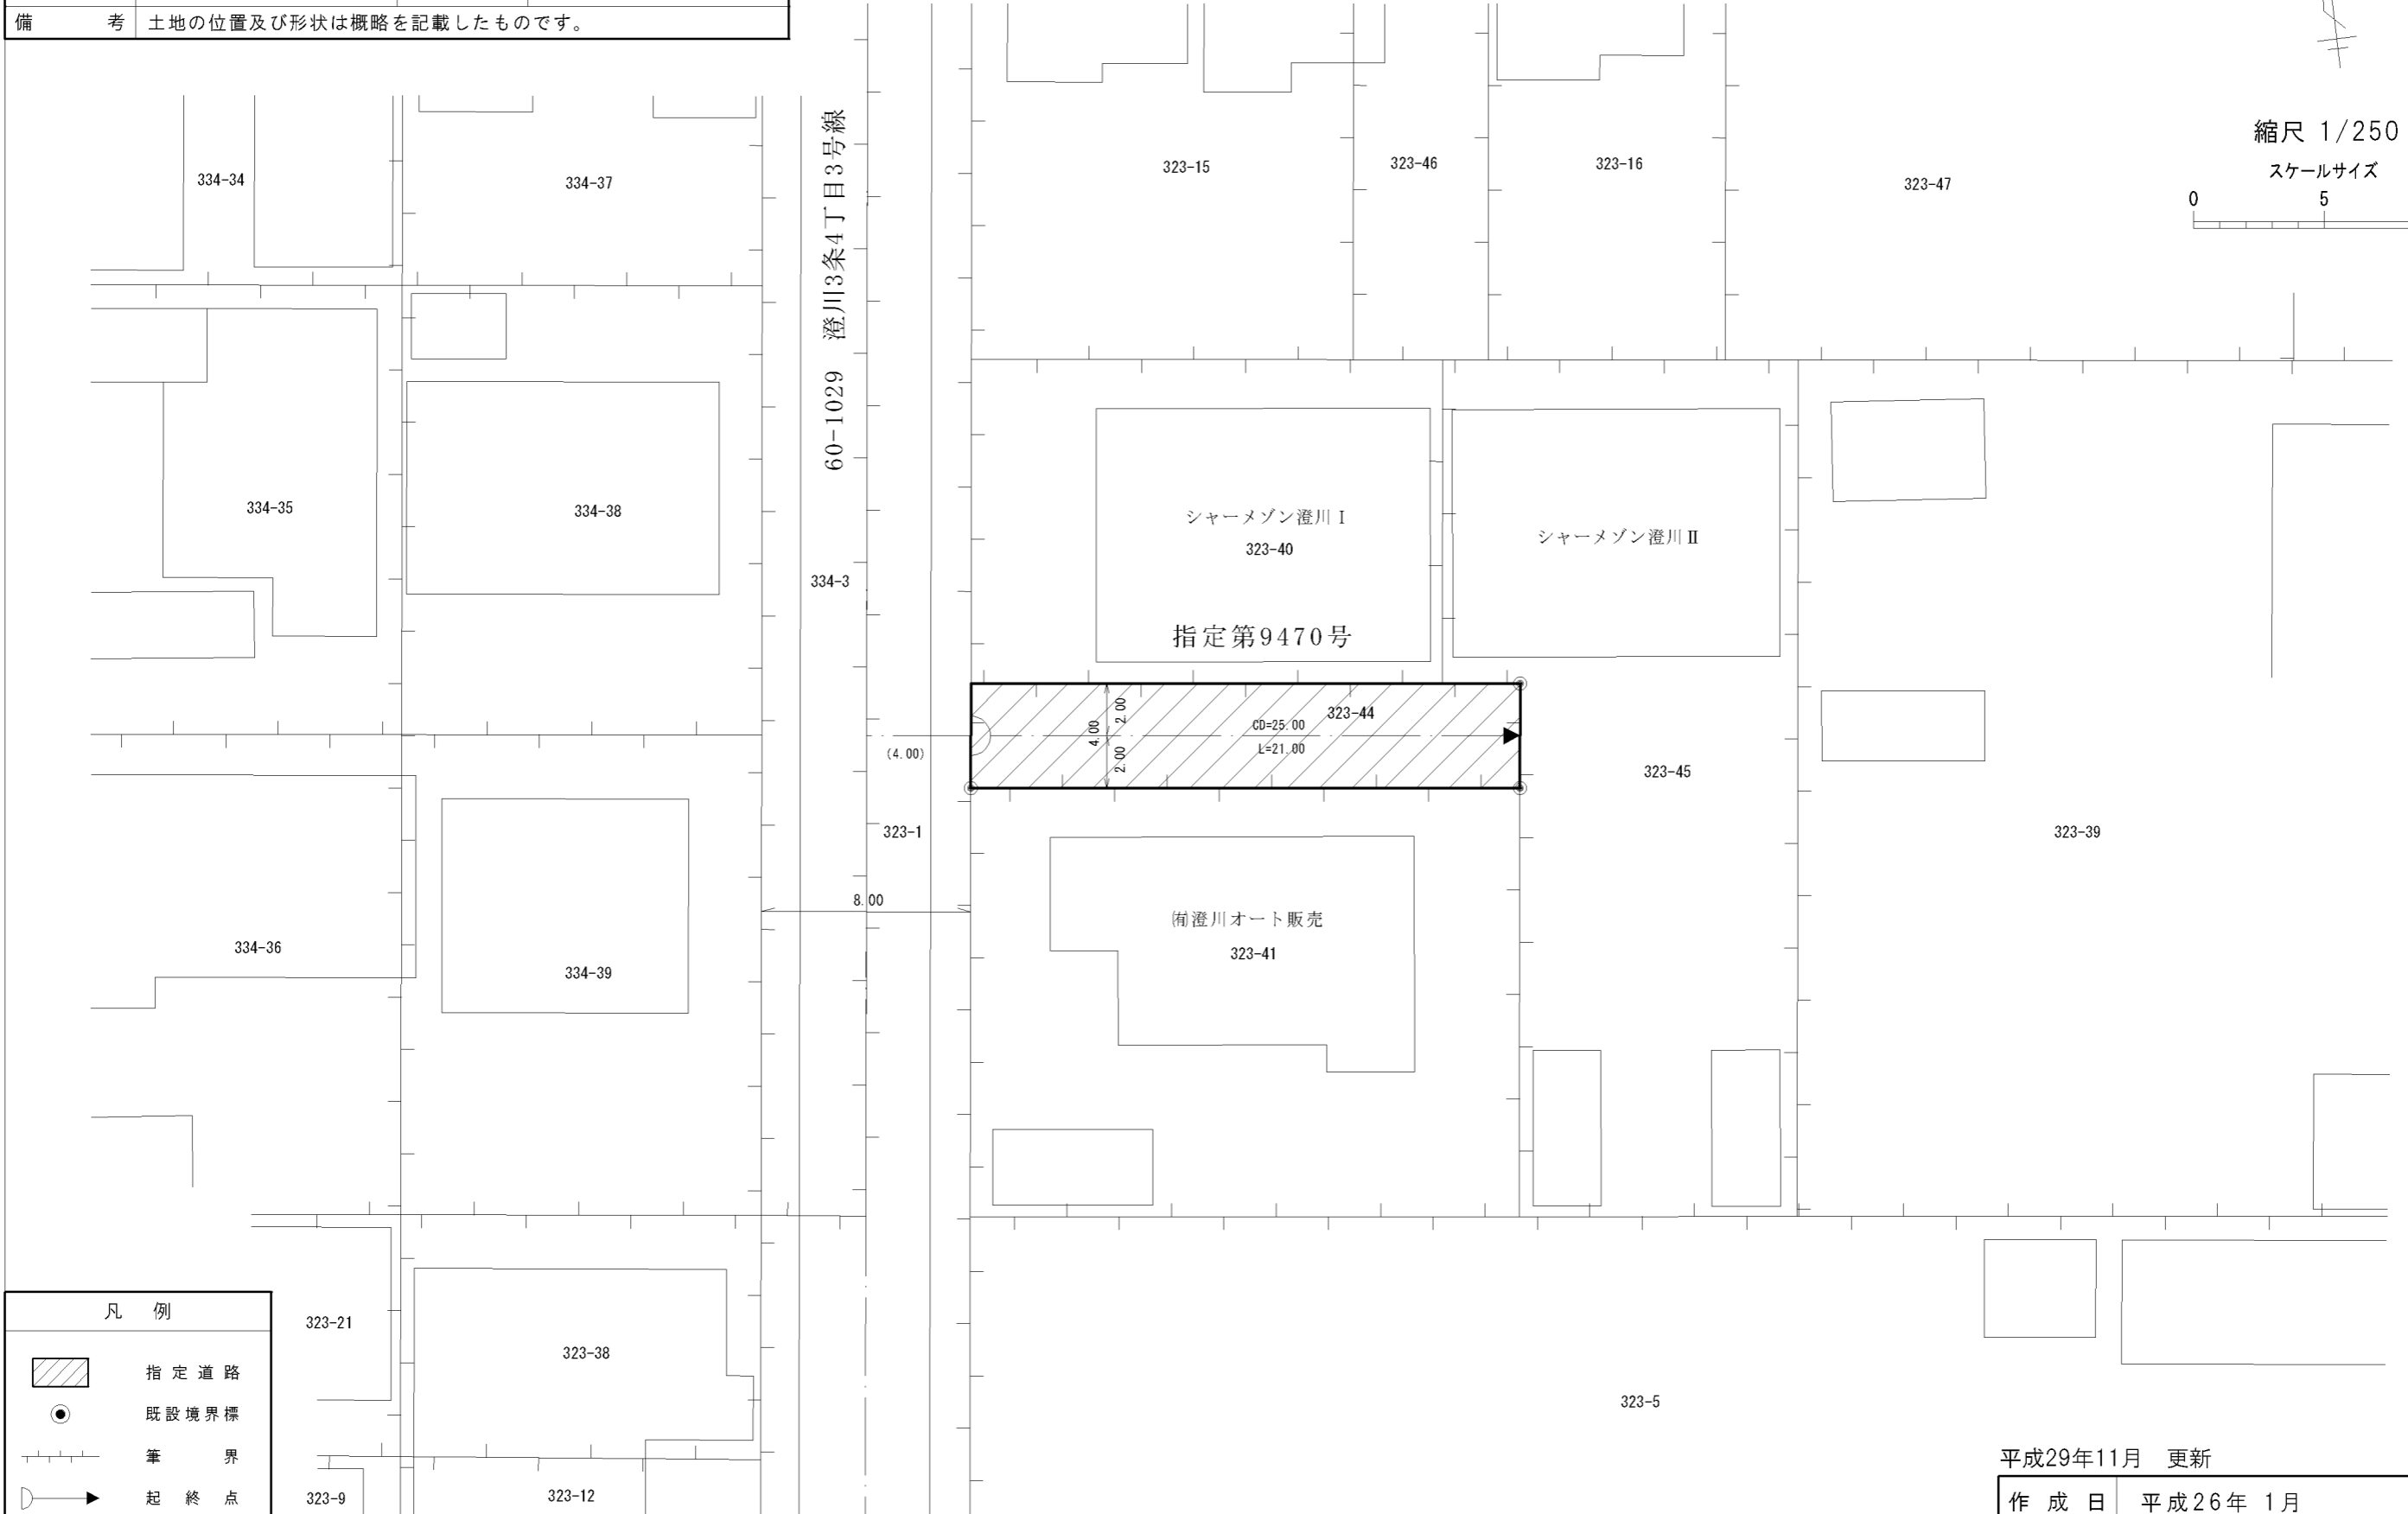 備　考　土地の位置及び形状は概略を記載したものです。
縮尺 1/250
スケールサイズ
0　5
60-1029　澄川3条4丁目3号線
334-34
334-37
323-15
323-46
323-16
323-47
334-35
334-38
334-3
シャーメゾン澄川Ⅰ
323-40
シャーメゾン澄川Ⅱ
指定第9470号
323-44
CD=25.00
L=21.00
4.00
2.00
2.00
(4.00)
323-45
323-1
323-39
8.00
㈲澄川オート販売
323-41
334-36
334-39
323-21
323-38
323-5
323-9
323-12
凡　例
指定道路
既設境界標
筆界
起終点
平成29年11月　更新
作成日　平成26年 1月